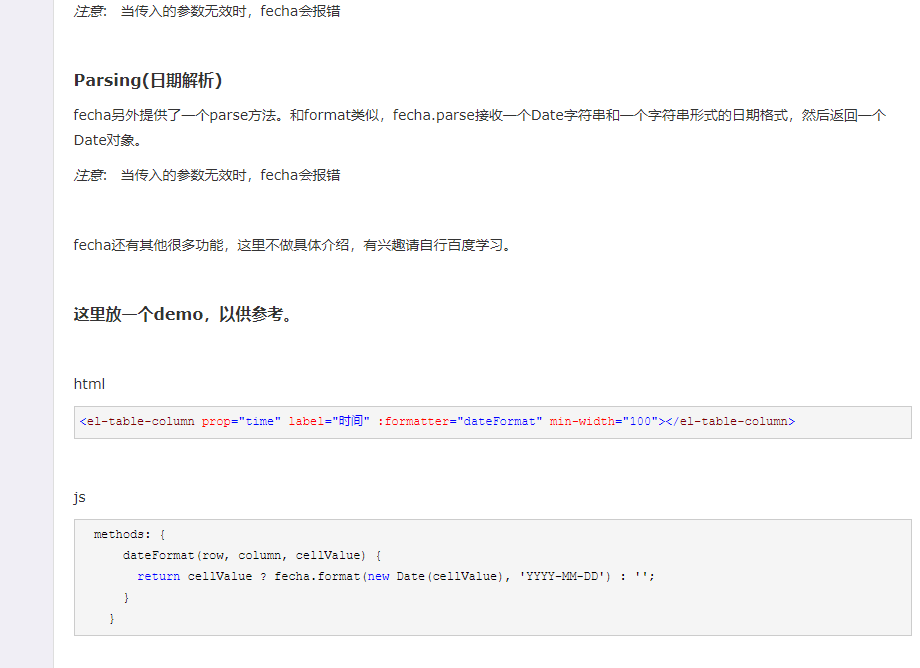 注意： 当传入的参数无效时，fecha会报错
Parsing(日期解析)
fecha另外提供了一个parse方法。和format类似，fecha.parse接收一个Date字符串和一个字符串形式的日期格式，然后返回一个
Date对象。
注意： 当传入的参数无效时，fecha会报错
fecha还有其他很多功能，这里不做具体介绍，有兴趣请自行百度学习。
这里放一个demo，以供参考。
html
<el-table-column prop="time" label="时间" :formatter="dateFormat" min-width="100"></el-table-column>
js
methods: {
dateFormat(row, column, cellValue) {
return cellValue ? fecha.format(new Date(cellValue), 'YYYY-MM-DD') : '';
}
}